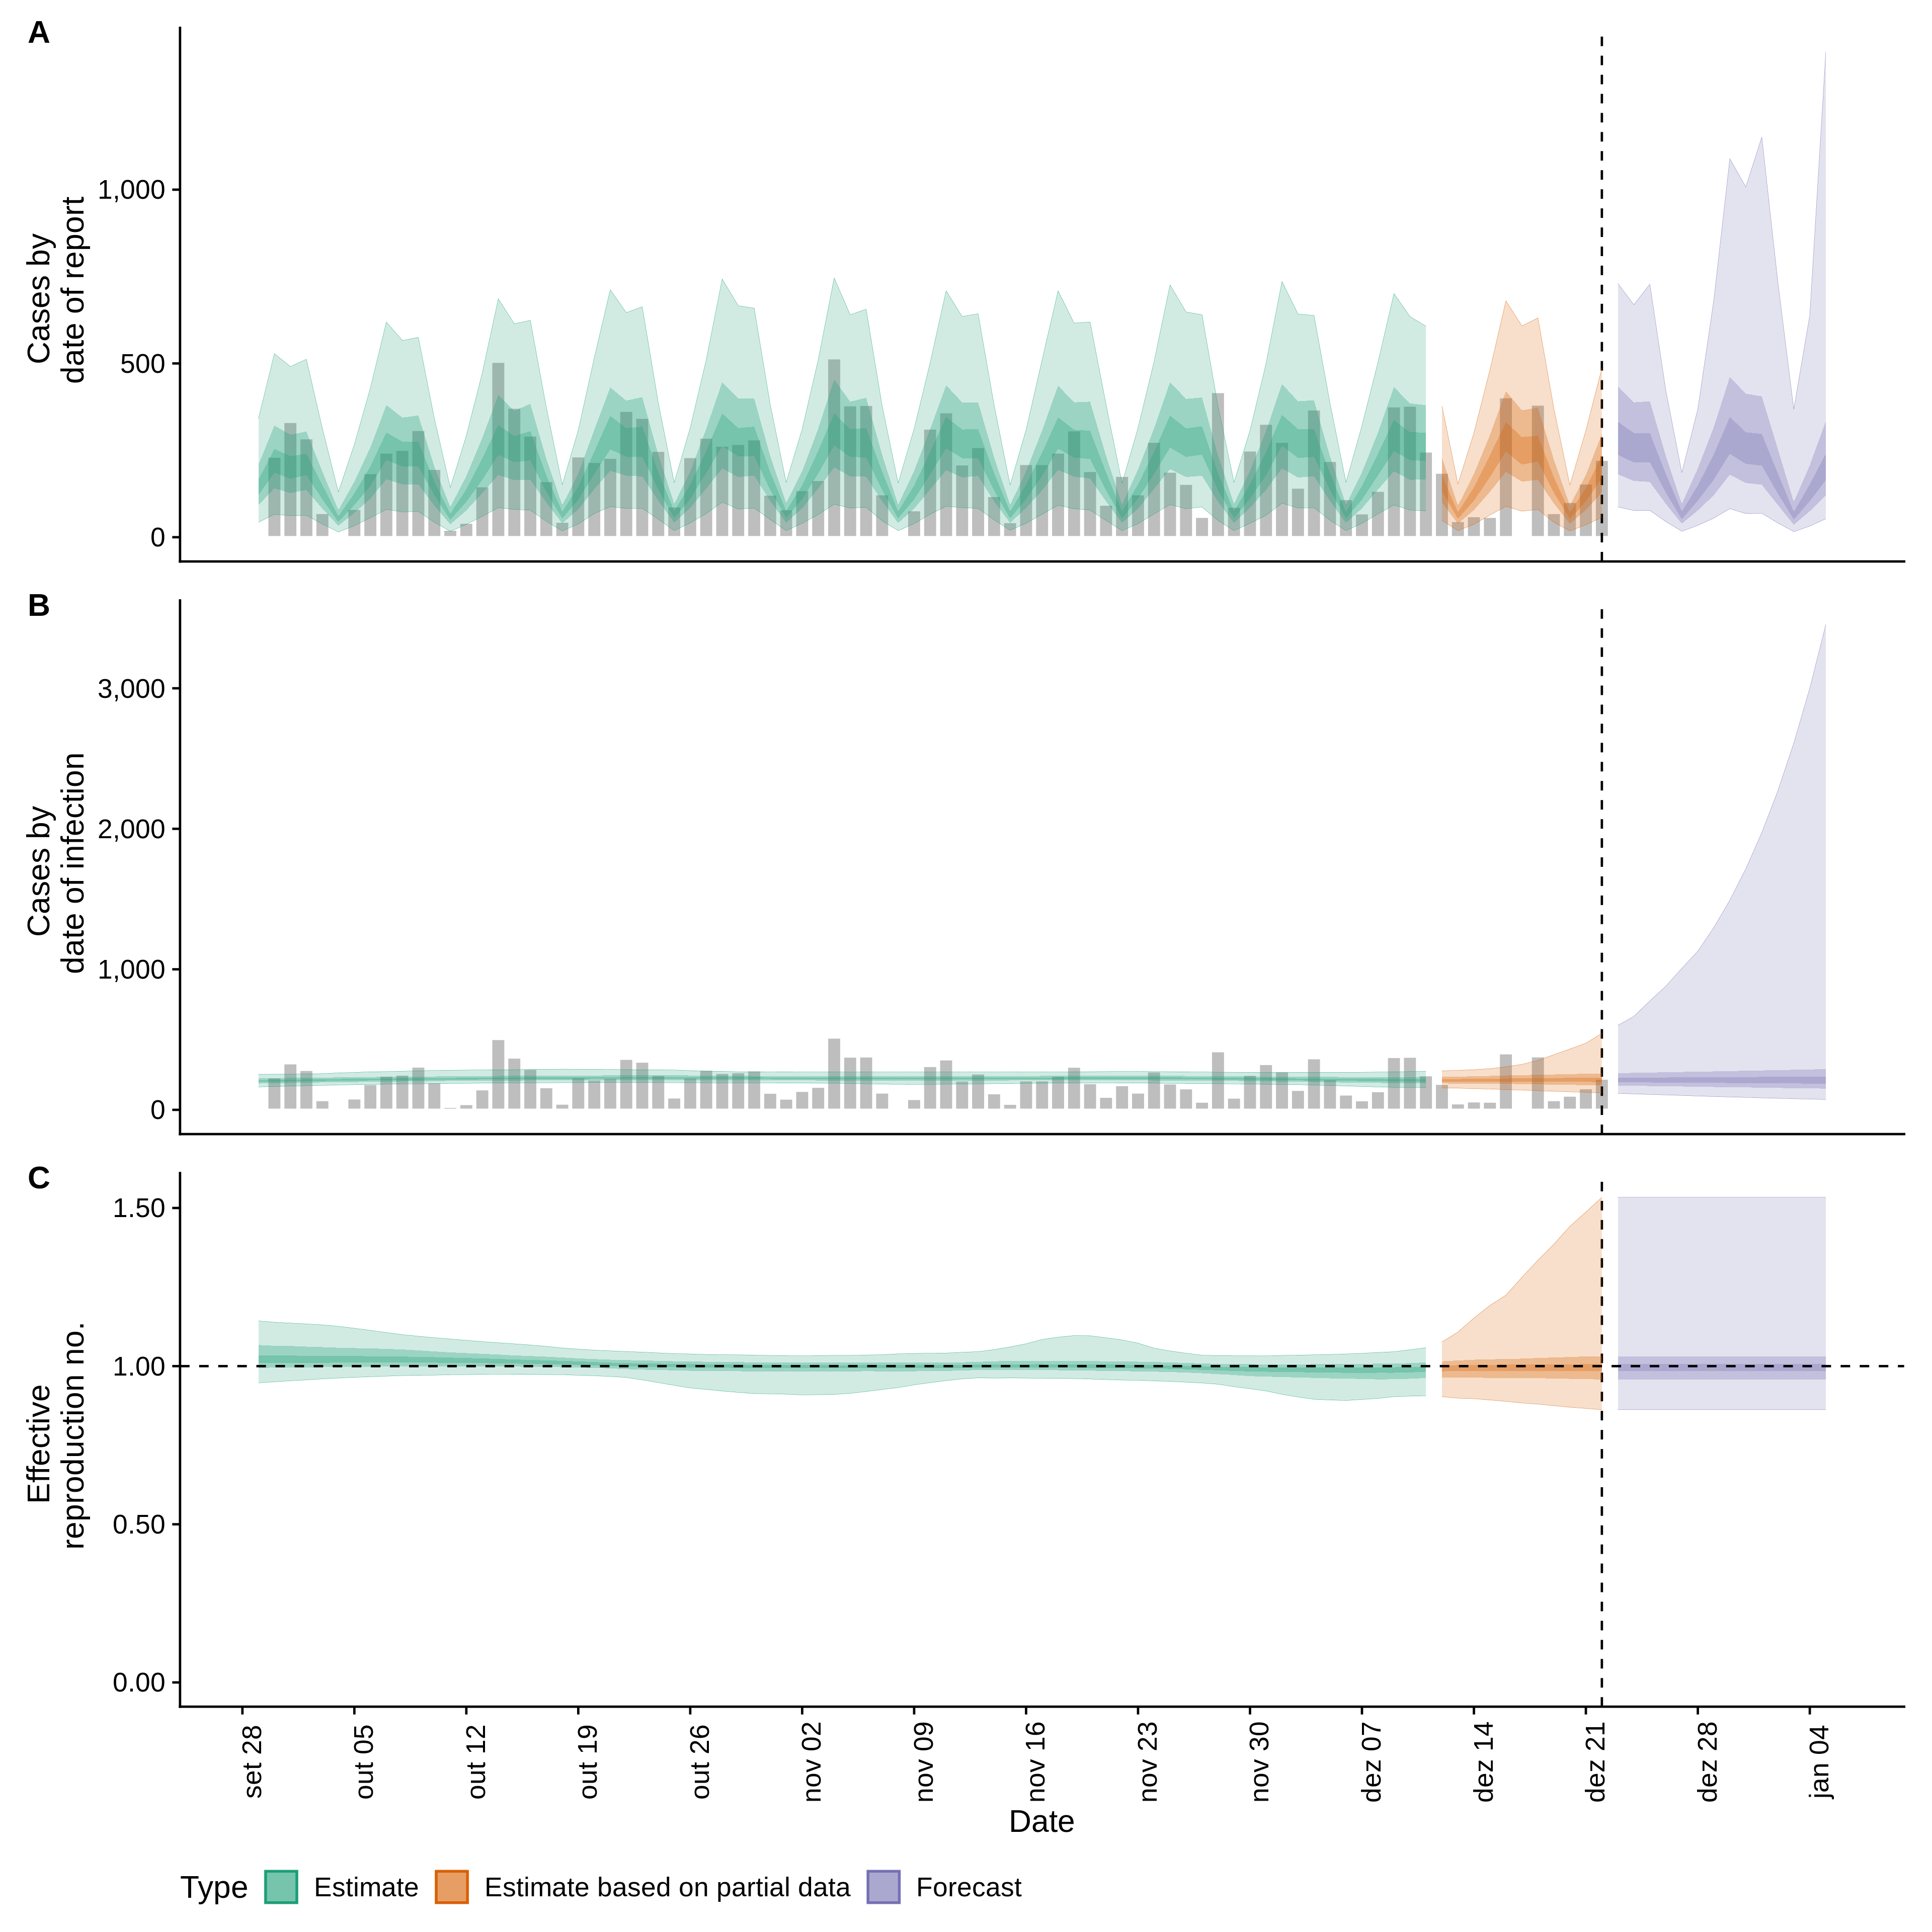 A
Cases by
date of report
1,000
500
0
B
Cases by
date of infection
3,000
2,000
1,000
0
C
Effective
reproduction no.
1.50
1.00
0.50
0.00
set 28
out 05
out 12
out 19
out 26
nov 02
nov 09
nov 16
nov 23
nov 30
dez 07
dez 14
dez 21
dez 28
jan 04
Date
Type Estimate Estimate based on partial data Forecast